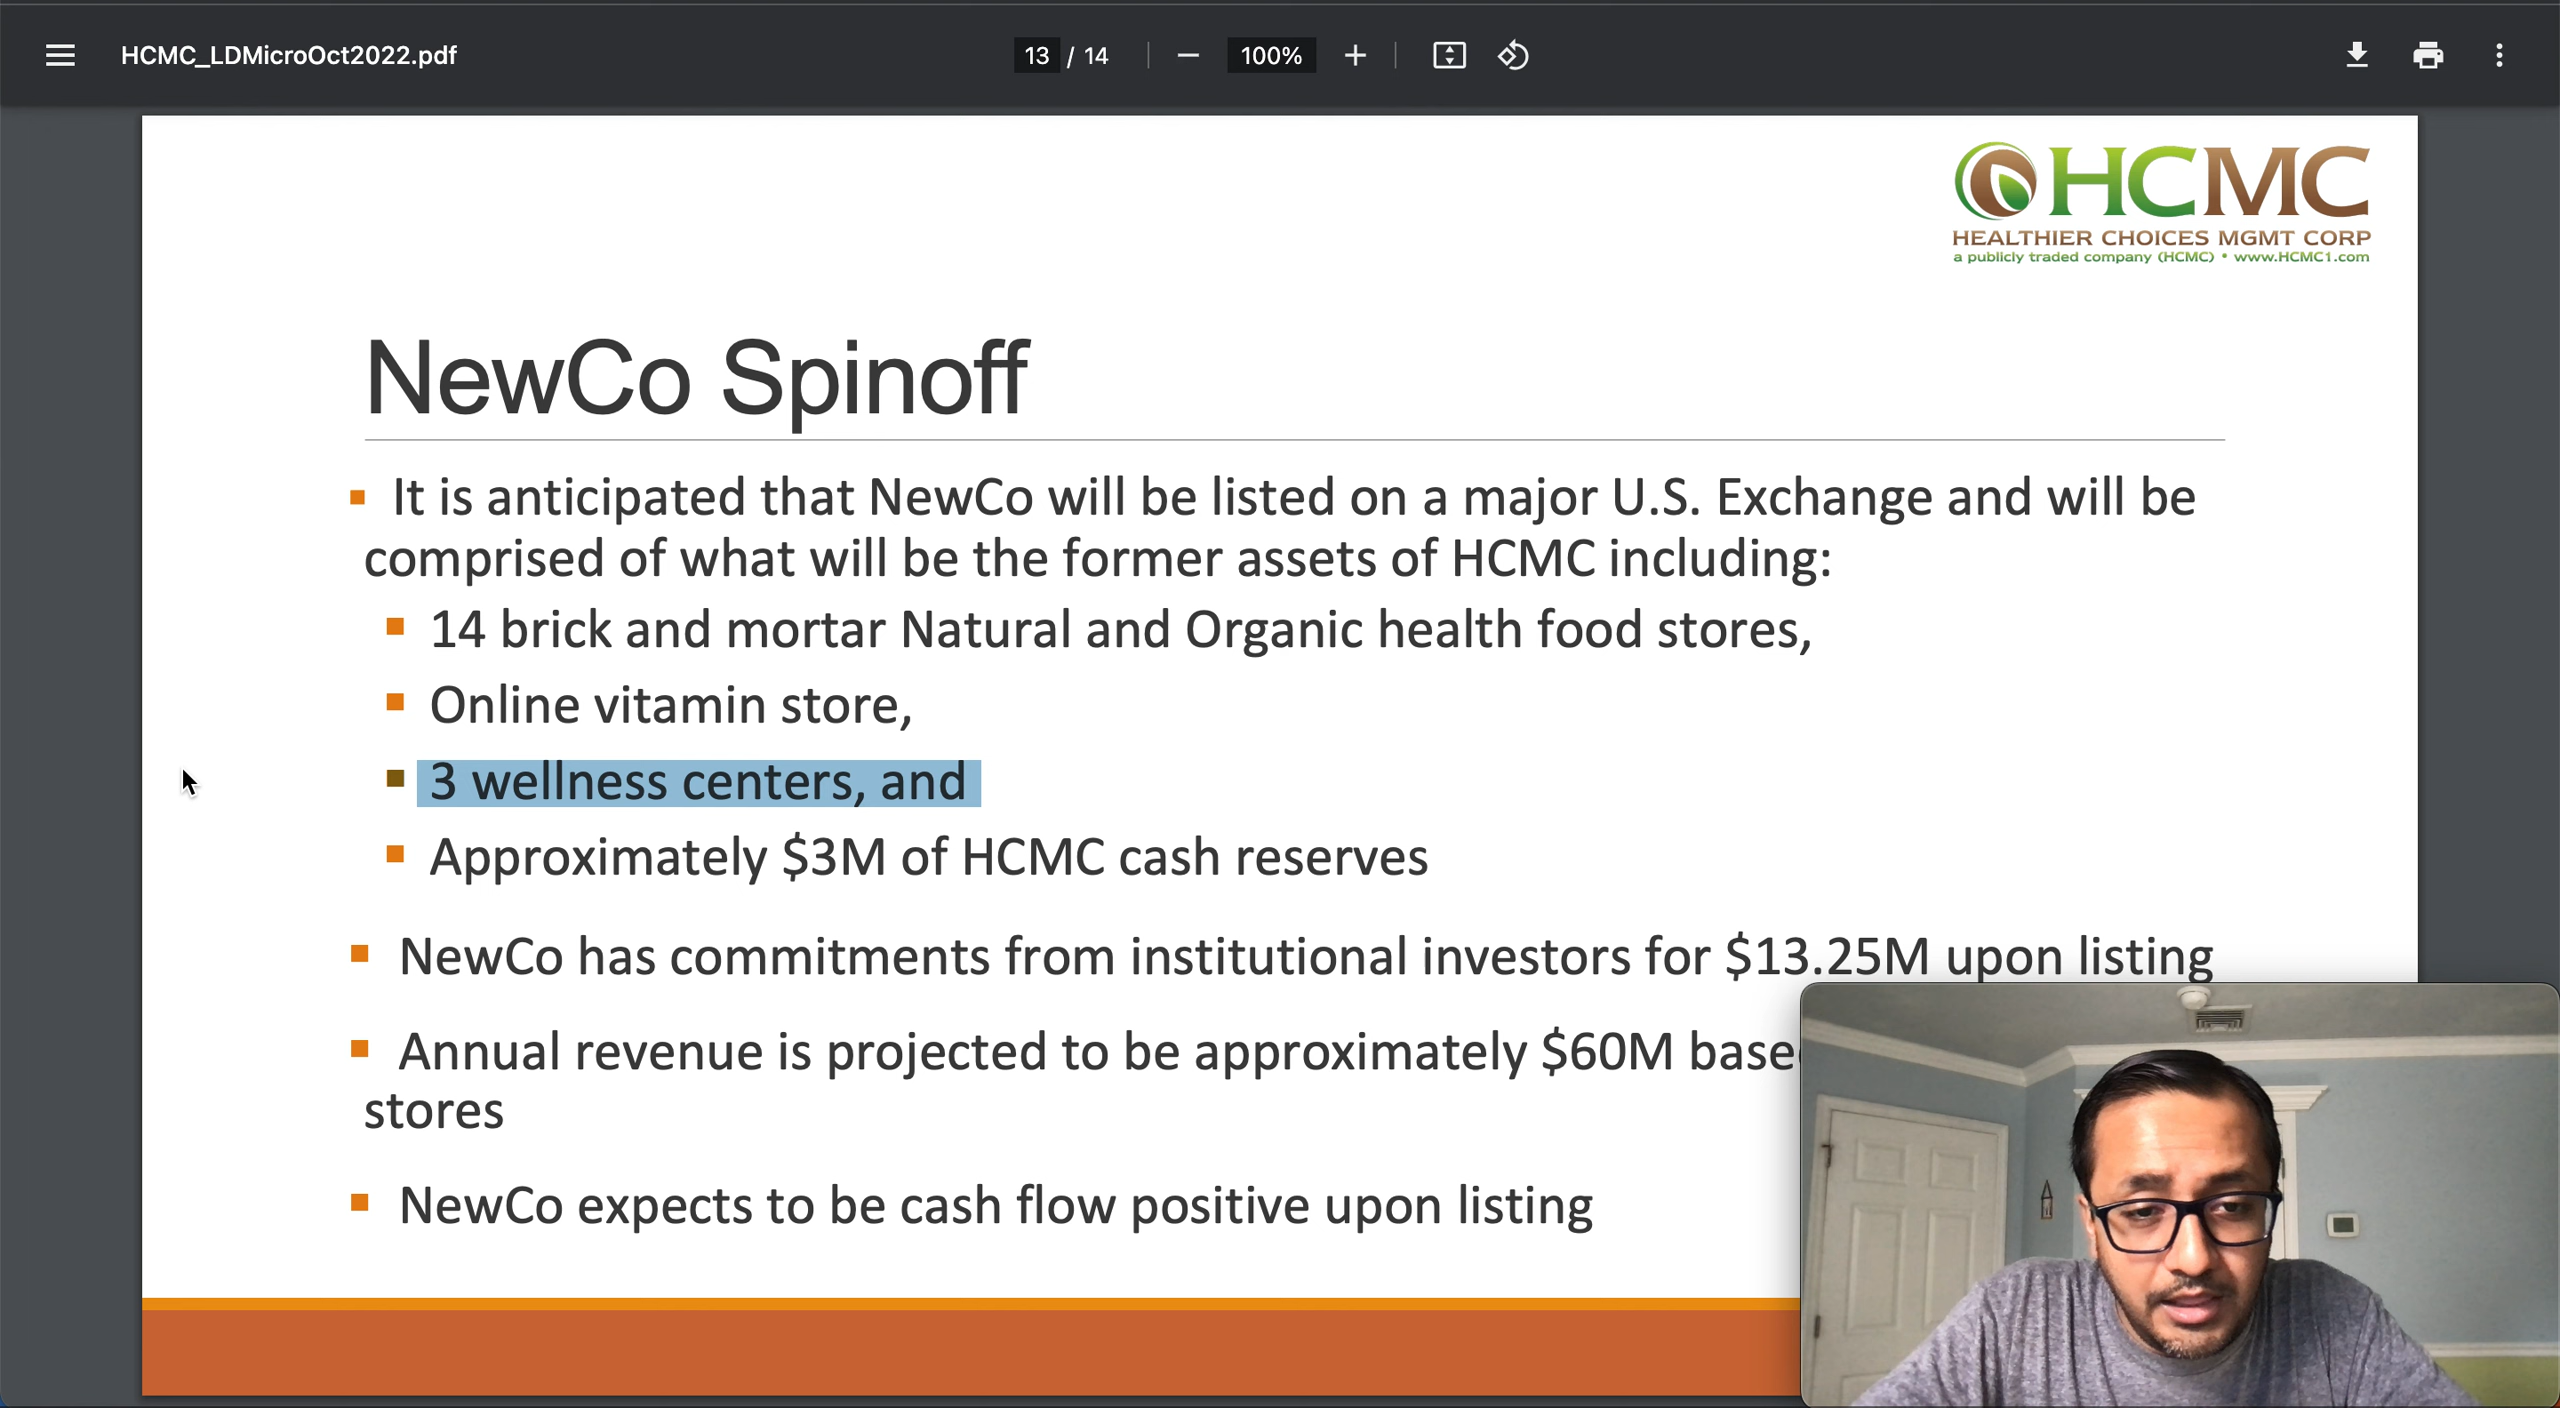 HCMC_LDMicroOct2022.pdf
13 / 14
100%
HCMC
HEALTHIER CHOICES MGMT CORP
a publicly traded company (HCMC) • www.HCMC1.com
NewCo Spinoff
▪ It is anticipated that NewCo will be listed on a major U.S. Exchange and will be
comprised of what will be the former assets of HCMC including:
▪ 14 brick and mortar Natural and Organic health food stores,
▪ Online vitamin store,
▪ 3 wellness centers, and
▪ Approximately $3M of HCMC cash reserves
▪ NewCo has commitments from institutional investors for $13.25M upon listing
▪ Annual revenue is projected to be approximately $60M
stores
▪ NewCo expects to be cash flow positive upon listing